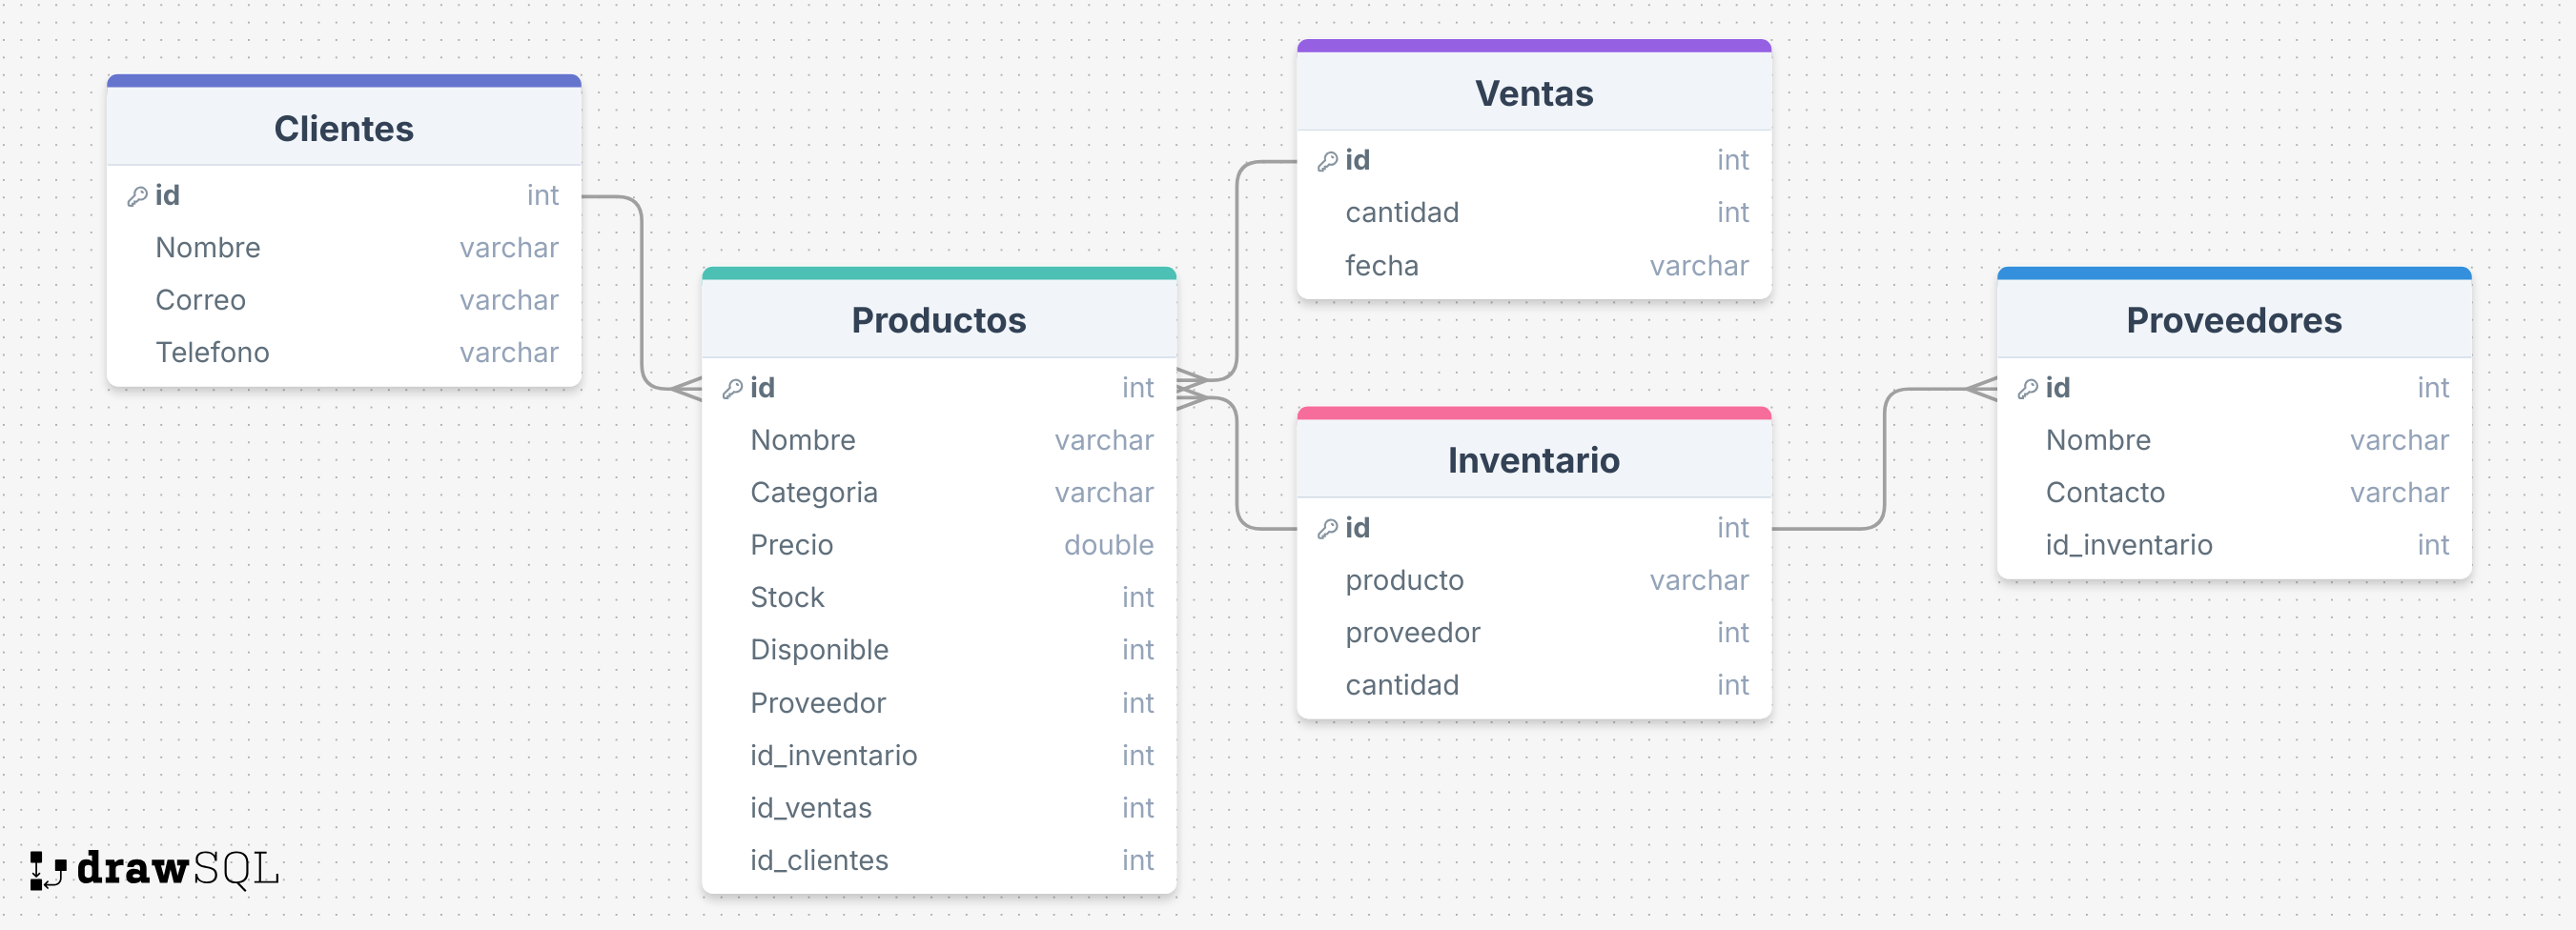 Clientes
id int
Nombre varchar
Correo varchar
Telefono varchar
Productos
id int
Nombre varchar
Categoria varchar
Precio double
Stock int
Disponible int
Proveedor int
id_inventario int
id_ventas int
id_clientes int
Ventas
id int
cantidad int
fecha varchar
Inventario
id int
producto varchar
proveedor int
cantidad int
Proveedores
id int
Nombre varchar
Contacto varchar
id_inventario int
drawSQL